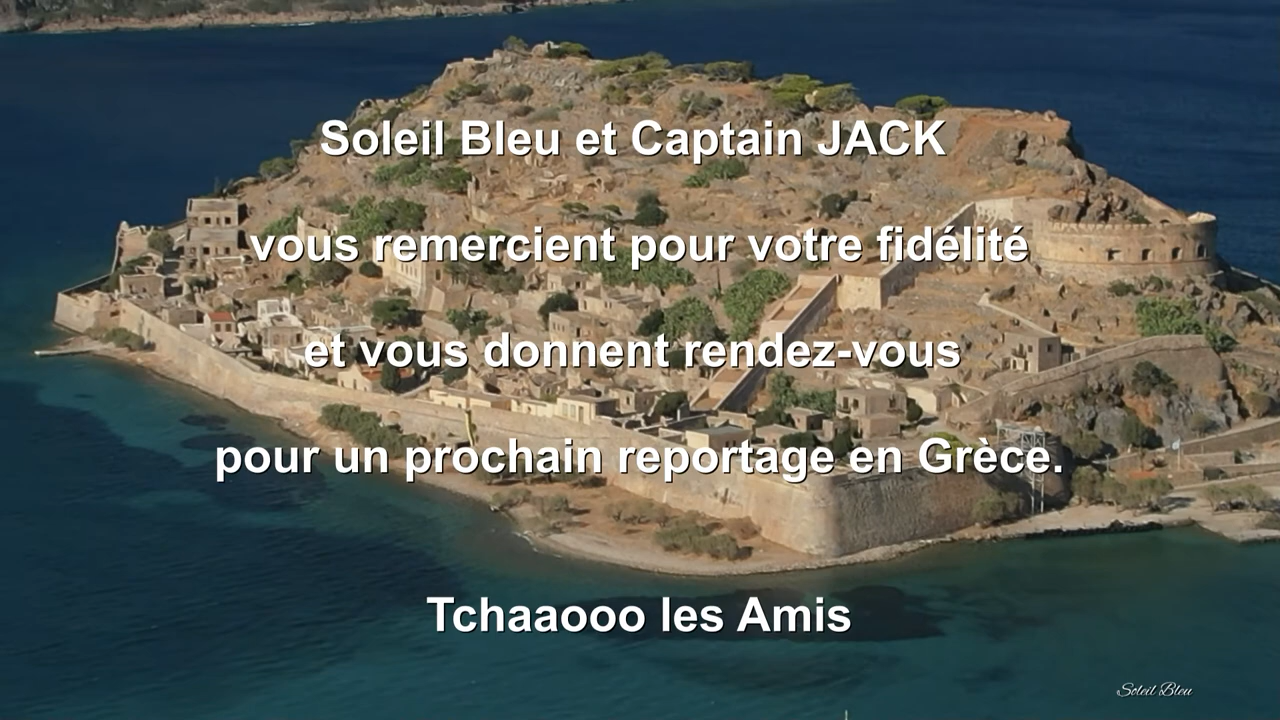 Soleil Bleu et Captain JACK
vous remercient pour votre fidélité
et vous donnent rendez-vous
pour un prochain reportage en Grèce.
Tchaaooo les Amis
Soleil Bleu